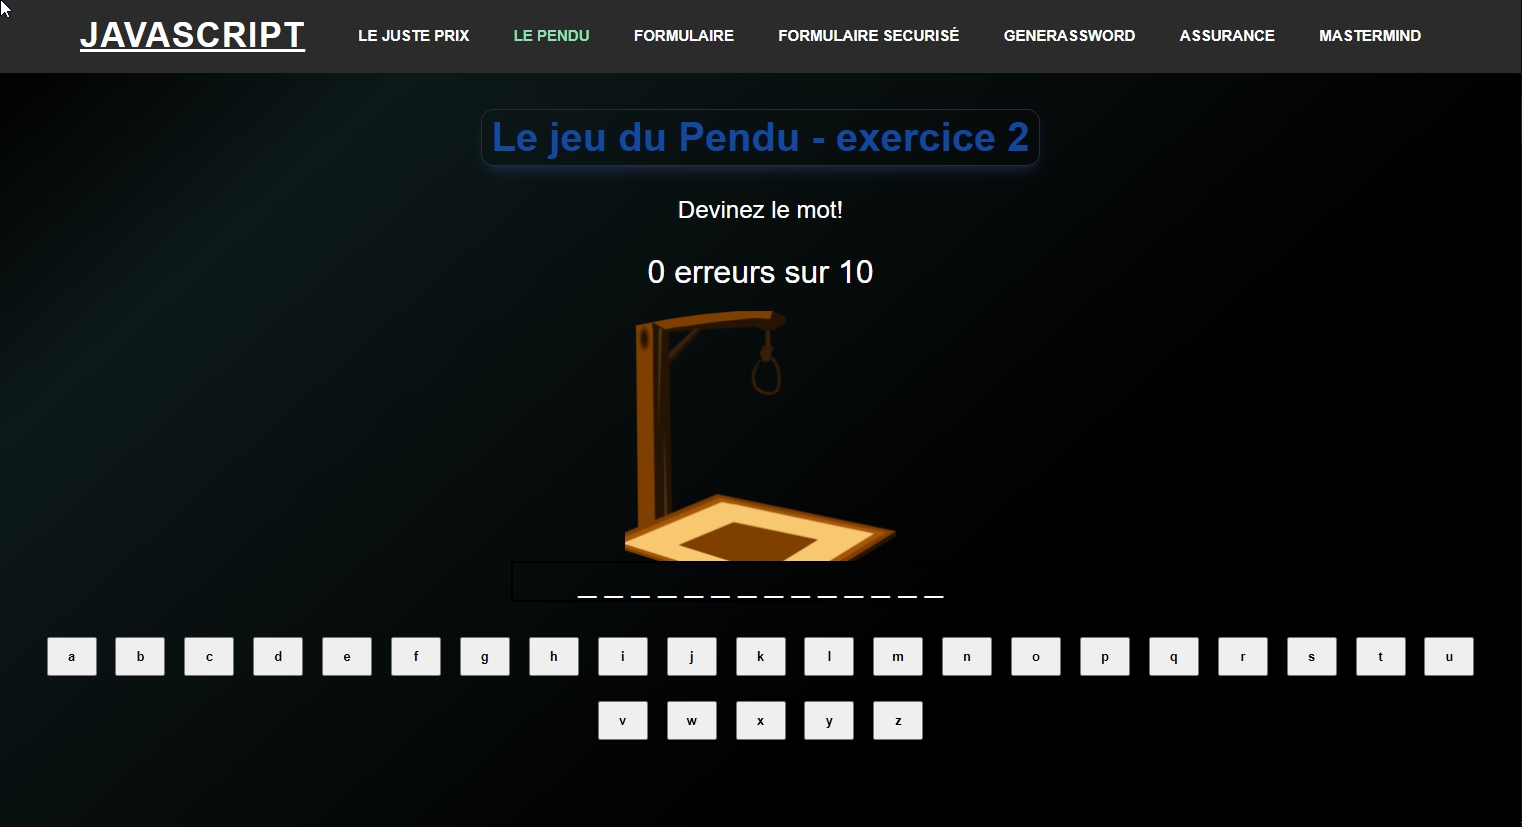 JAVASCRIPT LE JUSTE PRIX LE PENDU FORMULAIRE FORMULAIRE SECURISÉ GENERASSWORD ASSURANCE MASTERMIND
Le jeu du Pendu - exercice 2
Devinez le mot!
0 erreurs sur 10
_ _ _ _ _ _ _ _ _ _ _ _ _ _
a b c d e f g h i j k l m n o p q r s t u
v w x y z